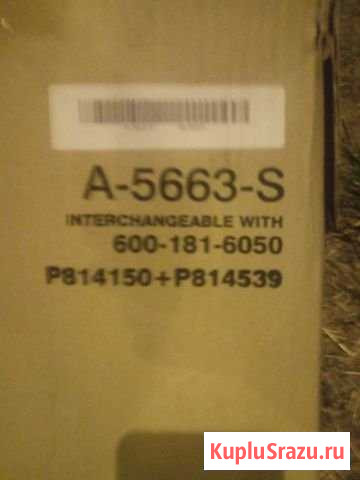 A-5663-S
INTERCHANGEABLE WITH
600-181-6050
P814150+P814539
KupluSrazu.ru